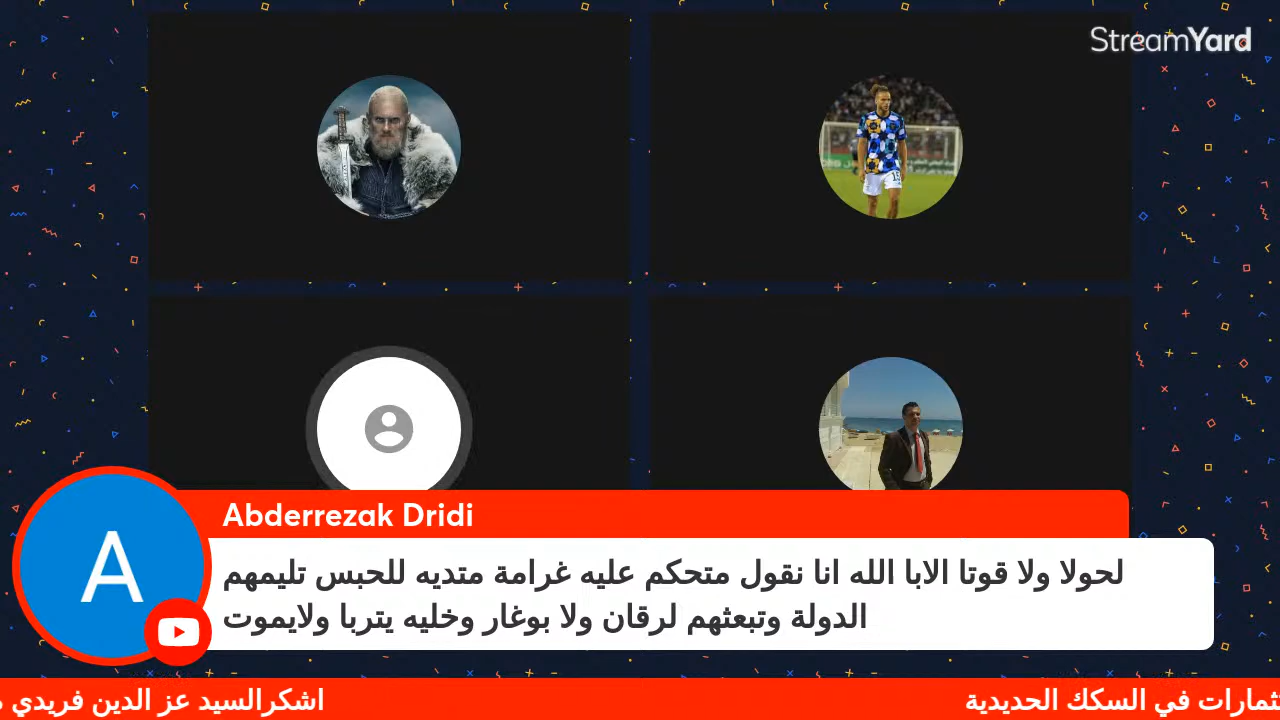 StreamYard
Abderrezak Dridi
لحولا ولا قوتا الابا الله انا نقول متحكم عليه غرامة متديه للحبس تليمهم
الدولة وتبعثهم لرقان ولا بوغار وخليه يتربا ولايموت
اشكرالسيد عز الدين فريدي
في السكك الحديدية